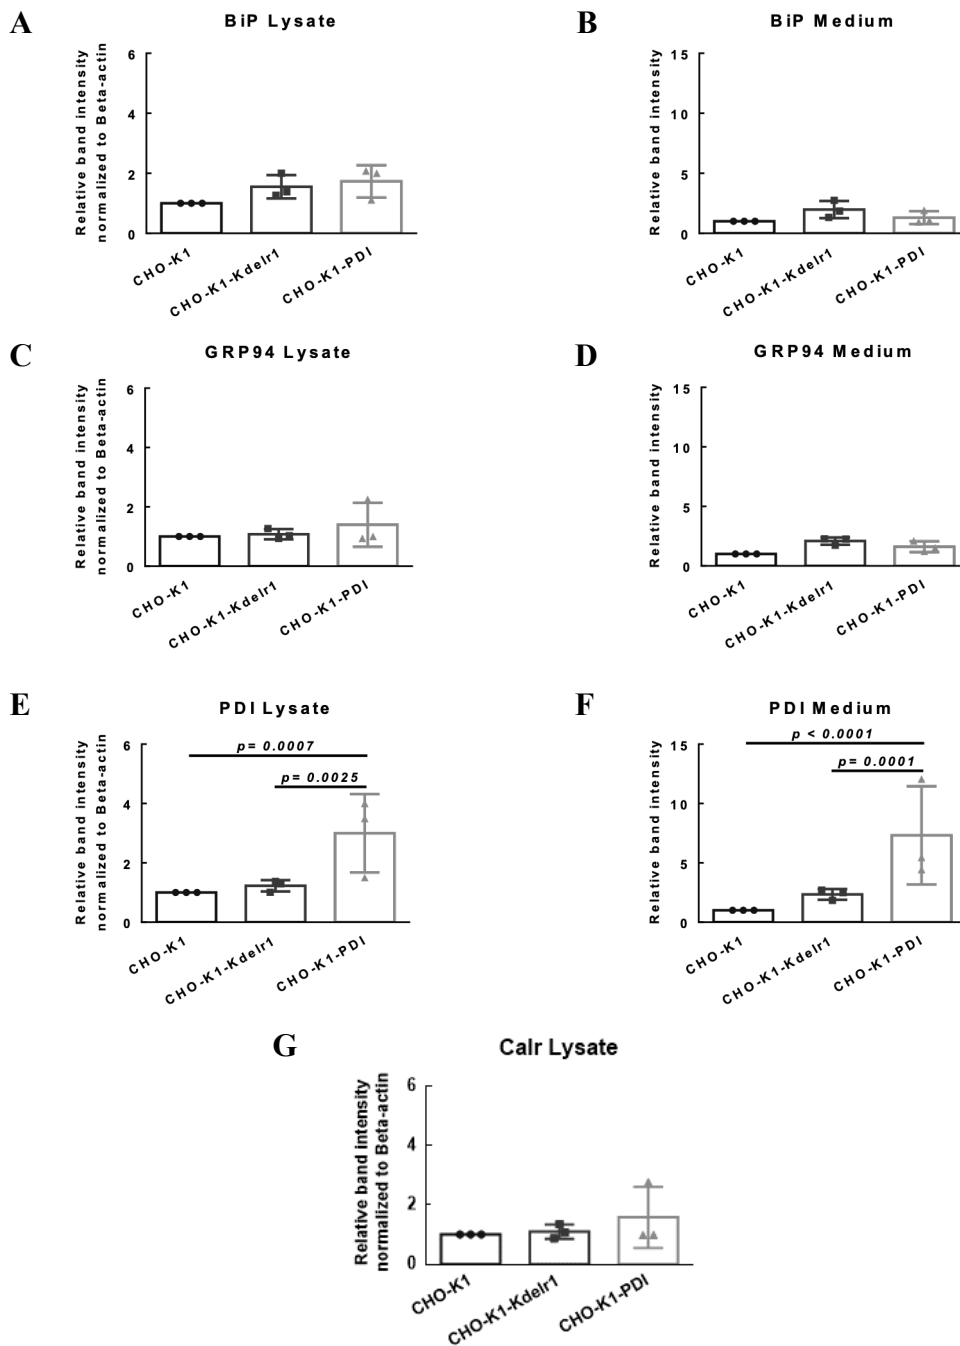 A
BiP Lysate
Relative band intensity
normalized to Beta-actin
6
4
2
0
CHO-K1
CHO-K1-Kdelr1
CHO-K1-PDI
B
BiP Medium
Relative band intensity
15
10
5
0
CHO-K1
CHO-K1-Kdelr1
CHO-K1-PDI
C
GRP94 Lysate
Relative band intensity
normalized to Beta-actin
6
4
2
0
CHO-K1
CHO-K1-Kdelr1
CHO-K1-PDI
D
GRP94 Medium
Relative band intensity
15
10
5
0
CHO-K1
CHO-K1-Kdelr1
CHO-K1-PDI
E
PDI Lysate
Relative band intensity
normalized to Beta-actin
6
4
2
0
p= 0.0007
p= 0.0025
CHO-K1
CHO-K1-Kdelr1
CHO-K1-PDI
F
PDI Medium
Relative band intensity
15
10
5
0
p < 0.0001
p= 0.0001
CHO-K1
CHO-K1-Kdelr1
CHO-K1-PDI
G
Calr Lysate
Relative band intensity
normalized to Beta-actin
6
4
2
0
CHO-K1
CHO-K1-Kdelr1
CHO-K1-PDI